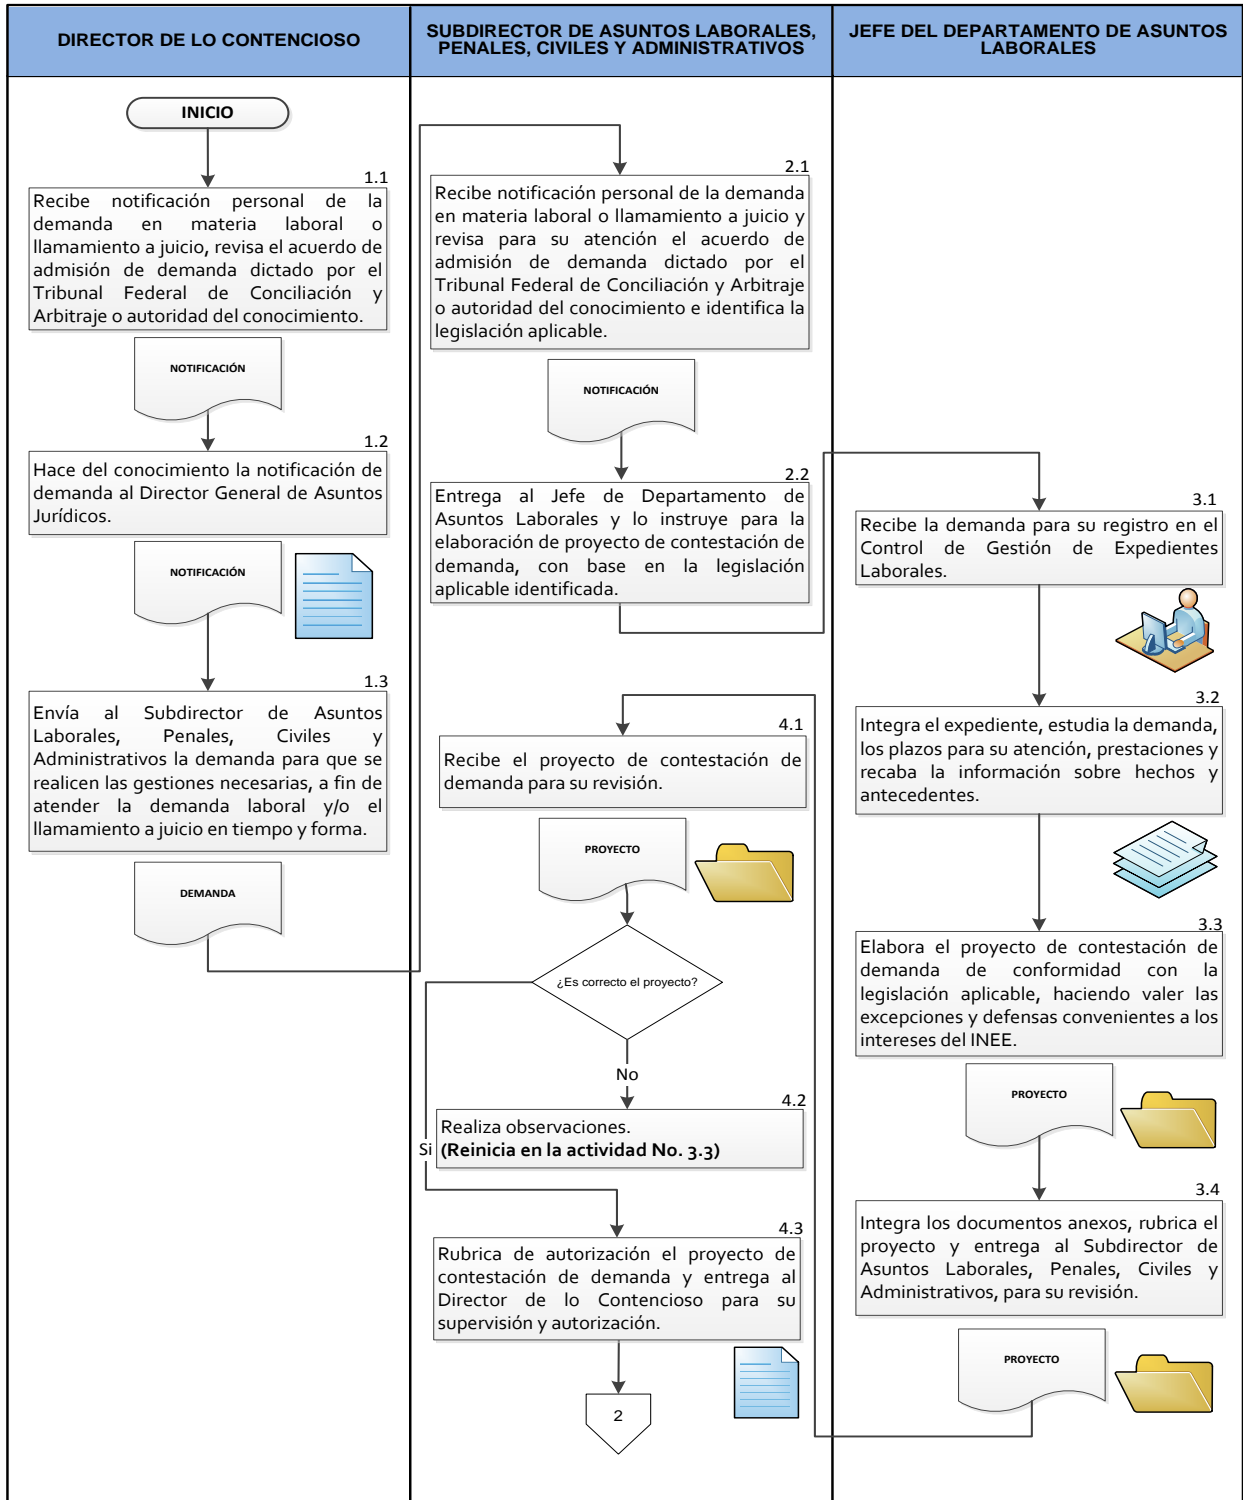 DIRECTOR DE LO CONTENCIOSO
SUBDIRECTOR DE ASUNTOS LABORALES,
PENALES, CIVILES Y ADMINISTRATIVOS
JEFE DEL DEPARTAMENTO DE ASUNTOS
LABORALES
INICIO
1.1
Recibe notificación personal de la
demanda en materia laboral o
llamamiento a juicio, revisa el acuerdo de
admisión de demanda dictado por el
Tribunal Federal de Conciliación y
Arbitraje o autoridad del conocimiento.
NOTIFICACIÓN
1.2
Hace del conocimiento la notificación de
demanda al Director General de Asuntos
Jurídicos.
NOTIFICACIÓN
1.3
Envía al Subdirector de Asuntos
Laborales, Penales, Civiles y
Administrativos la demanda para que se
realicen las gestiones necesarias, a fin de
atender la demanda laboral y/o el
llamamiento a juicio en tiempo y forma.
DEMANDA
2.1
Recibe notificación personal de la demanda
en materia laboral o llamamiento a juicio y
revisa para su atención el acuerdo de
admisión de demanda dictado por el
Tribunal Federal de Conciliación y Arbitraje
o autoridad del conocimiento e identifica la
legislación aplicable.
NOTIFICACIÓN
2.2
Entrega al Jefe de Departamento de
Asuntos Laborales y lo instruye para la
elaboración de proyecto de contestación de
demanda, con base en la legislación
aplicable identificada.
3.1
Recibe la demanda para su registro en el
Control de Gestión de Expedientes
Laborales.
3.2
Integra el expediente, estudia la demanda,
los plazos para su atención, prestaciones y
recaba la información sobre hechos y
antecedentes.
3.3
Elabora el proyecto de contestación de
demanda de conformidad con la
legislación aplicable, haciendo valer las
excepciones y defensas convenientes a los
intereses del INEE.
PROYECTO
3.4
Integra los documentos anexos, rubrica el
proyecto y entrega al Subdirector de
Asuntos Laborales, Penales, Civiles y
Administrativos, para su revisión.
PROYECTO
4.1
Recibe el proyecto de contestación de
demanda para su revisión.
PROYECTO
¿Es correcto el proyecto?
No
4.2
Realiza observaciones.
(Reinicia en la actividad No. 3.3)
Si
4.3
Rubrica de autorización el proyecto de
contestación de demanda y entrega al
Director de lo Contencioso para su
supervisión y autorización.
2